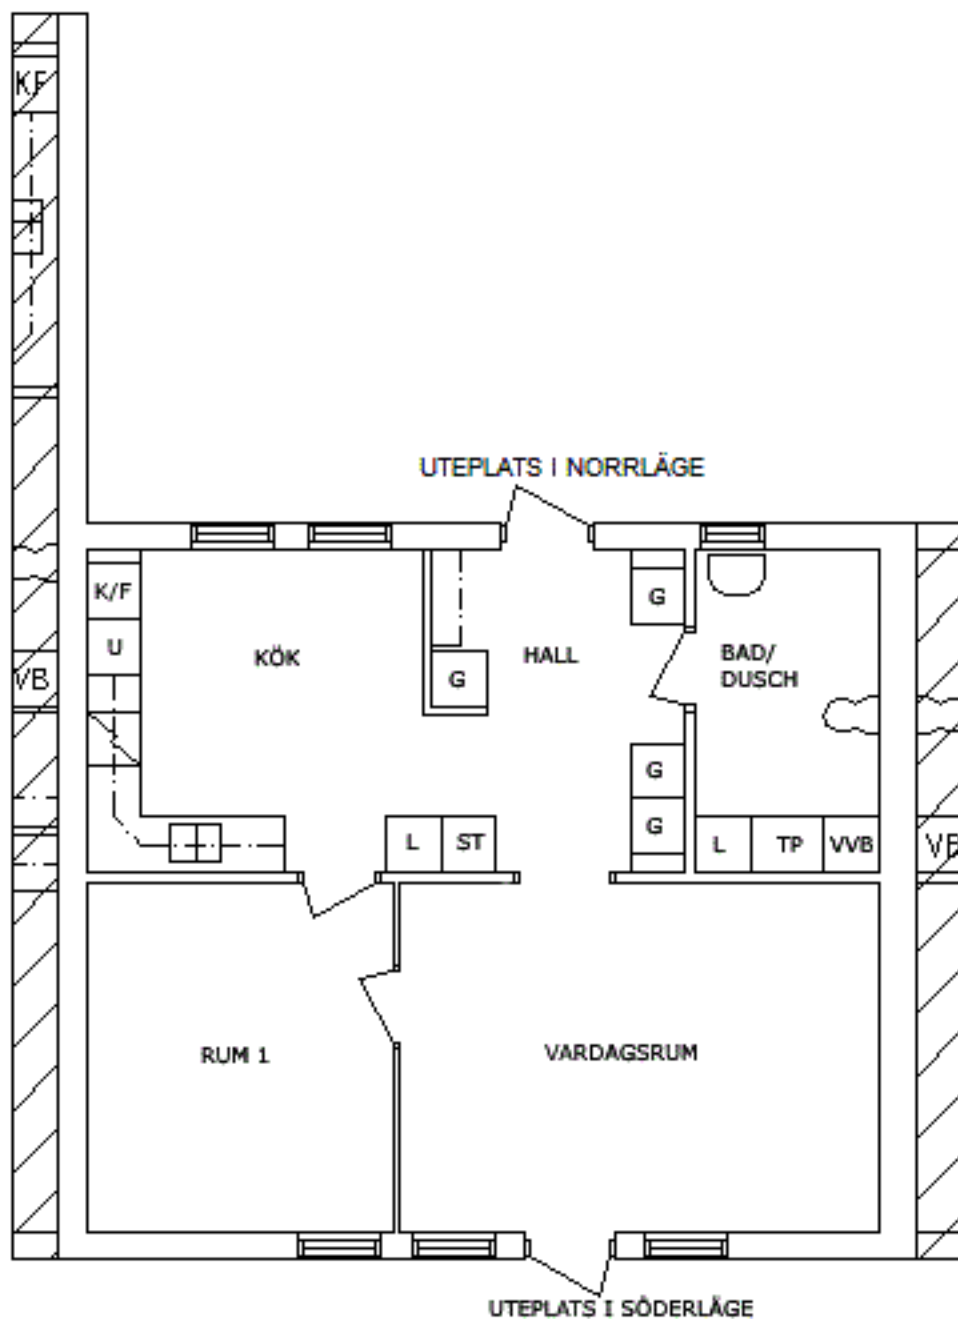 KF
UTEPLATS I NORRLÄGE
K/F
G
U
KÖK
HALL
BAD/
DUSCH
VB
G
G
G
L
ST
L
TP
VVB
VB
RUM 1
VARDAGSRUM
UTEPLATS I SÖDERLÄGE